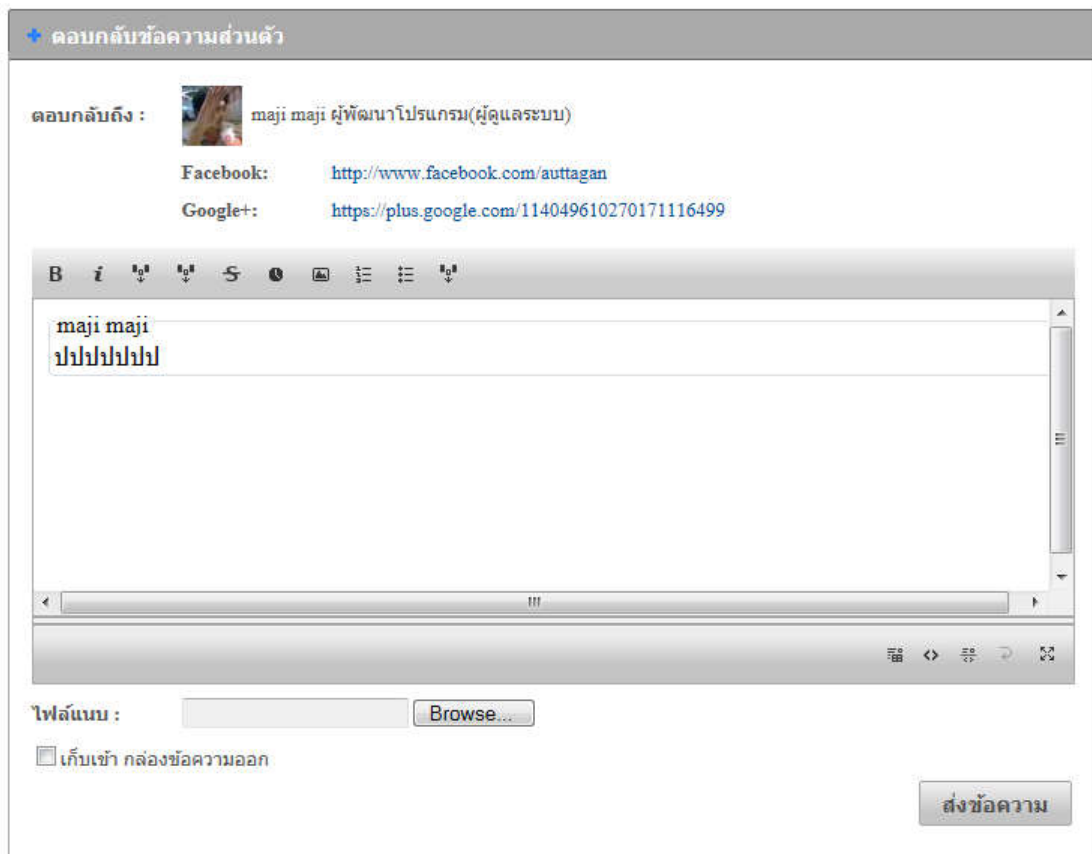 ตอบกลับข้อความส่วนตัว
ตอบกลับถึง : maji maji ผู้พัฒนาโปรแกรม(ผู้ดูแลระบบ)
Facebook: http://www.facebook.com/auttagan
Google+: https://plus.google.com/114049610270171116499
B i S
maji maji
ปปปปปปป
ไฟล์แนบ : Browse...
เก็บเข้า กล่องข้อความออก
ส่งข้อความ